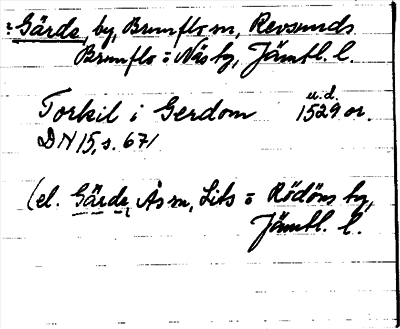 : Gärde, by, Brunflo sn, Revsunds
Brunflo o Näs tg, Jämtl. l.
u.d.
Torkil i Gerdom 1529 or.
DN 15, s. 671
(el. Gärde, Ås sn, Lits o Rödöns tg,
Jämtl. l.